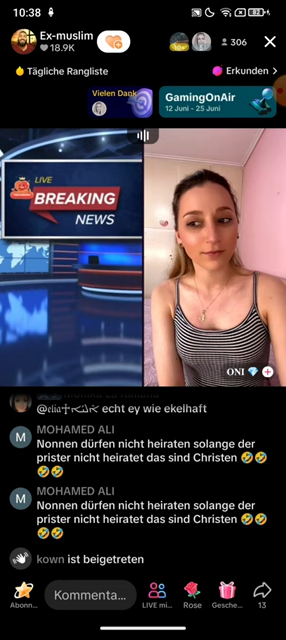 10:38
82
Ex-muslim
18.9K
306
Tägliche Rangliste
Erkunden >
Vielen Dank
GamingOnAir
12 Juni - 25 Juni
LIVE
BREAKING
NEWS
ONI 💎
echt ey wie ekelhaft
M
MOHAMED ALI
Nonnen dürfen nicht heiraten solange der
prister nicht heiratet das sind Christen 🤣🤣
🤣🤣
M
MOHAMED ALI
Nonnen dürfen nicht heiraten solange der
prister nicht heiratet das sind Christen 🤣🤣
🤣🤣
kown ist beigetreten
Kommenta...
Abonn...
LIVE mi...
Rose
Gesche...
13